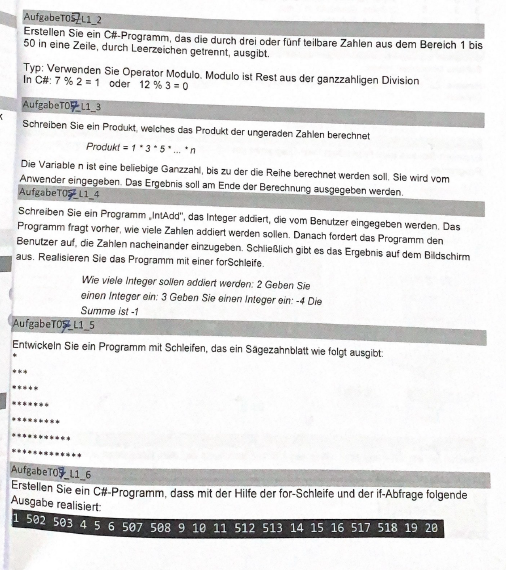 AufgabeT07_L1_2
Erstellen Sie ein C#-Programm, das die durch drei oder fünf teilbare Zahlen aus dem Bereich 1 bis
50 in eine Zeile, durch Leerzeichen getrennt, ausgibt.
Typ: Verwenden Sie Operator Modulo. Modulo ist Rest aus der ganzzahligen Division
In C#: 7 % 2 = 1 oder 12 % 3 = 0
AufgabeT07_L1_3
Schreiben Sie ein Produkt, welches das Produkt der ungeraden Zahlen berechnet
Produkt = 1 * 3 * 5 * ... * n
Die Variable n ist eine beliebige Ganzzahl, bis zu der die Reihe berechnet werden soll. Sie wird vom
Anwender eingegeben. Das Ergebnis soll am Ende der Berechnung ausgegeben werden.
AufgabeT07_L1_4
Schreiben Sie ein Programm „IntAdd", das Integer addiert, die vom Benutzer eingegeben werden. Das
Programm fragt vorher, wie viele Zahlen addiert werden sollen. Danach fordert das Programm den
Benutzer auf, die Zahlen nacheinander einzugeben. Schließlich gibt es das Ergebnis auf dem Bildschirm
aus. Realisieren Sie das Programm mit einer forSchleife.
Wie viele Integer sollen addiert werden: 2 Geben Sie
einen Integer ein: 3 Geben Sie einen Integer ein: -4 Die
Summe ist -1
AufgabeT07_L1_5
Entwickeln Sie ein Programm mit Schleifen, das ein Sägezahnblatt wie folgt ausgibt:
*
***
*****
*******
*********
***********
*************
AufgabeT07_L1_6
Erstellen Sie ein C#-Programm, dass mit der Hilfe der for-Schleife und der if-Abfrage folgende
Ausgabe realisiert:
1 502 503 4 5 6 507 508 9 10 11 512 513 14 15 16 517 518 19 20